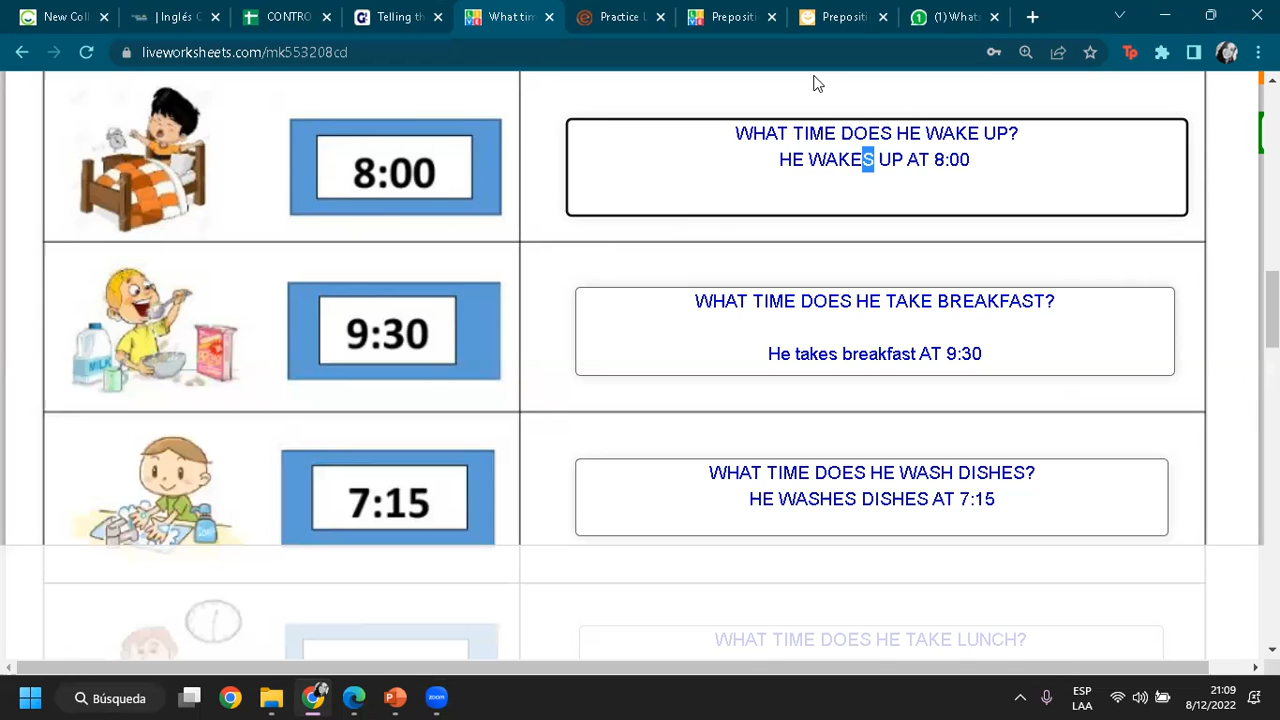 New Coll
Inglés C
CONTRO
Telling th
What tim
Practice L
Prepositi
Prepositi
(1) Whats
liveworksheets.com/mk553208cd
Tp
8:00
WHAT TIME DOES HE WAKE UP?
HE WAKES UP AT 8:00
9:30
WHAT TIME DOES HE TAKE BREAKFAST?
He takes breakfast AT 9:30
MILK
7:15
WHAT TIME DOES HE WASH DISHES?
HE WASHES DISHES AT 7:15
WHAT TIME DOES HE TAKE LUNCH?
Búsqueda
zoom
ESP
LAA
21:09
8/12/2022